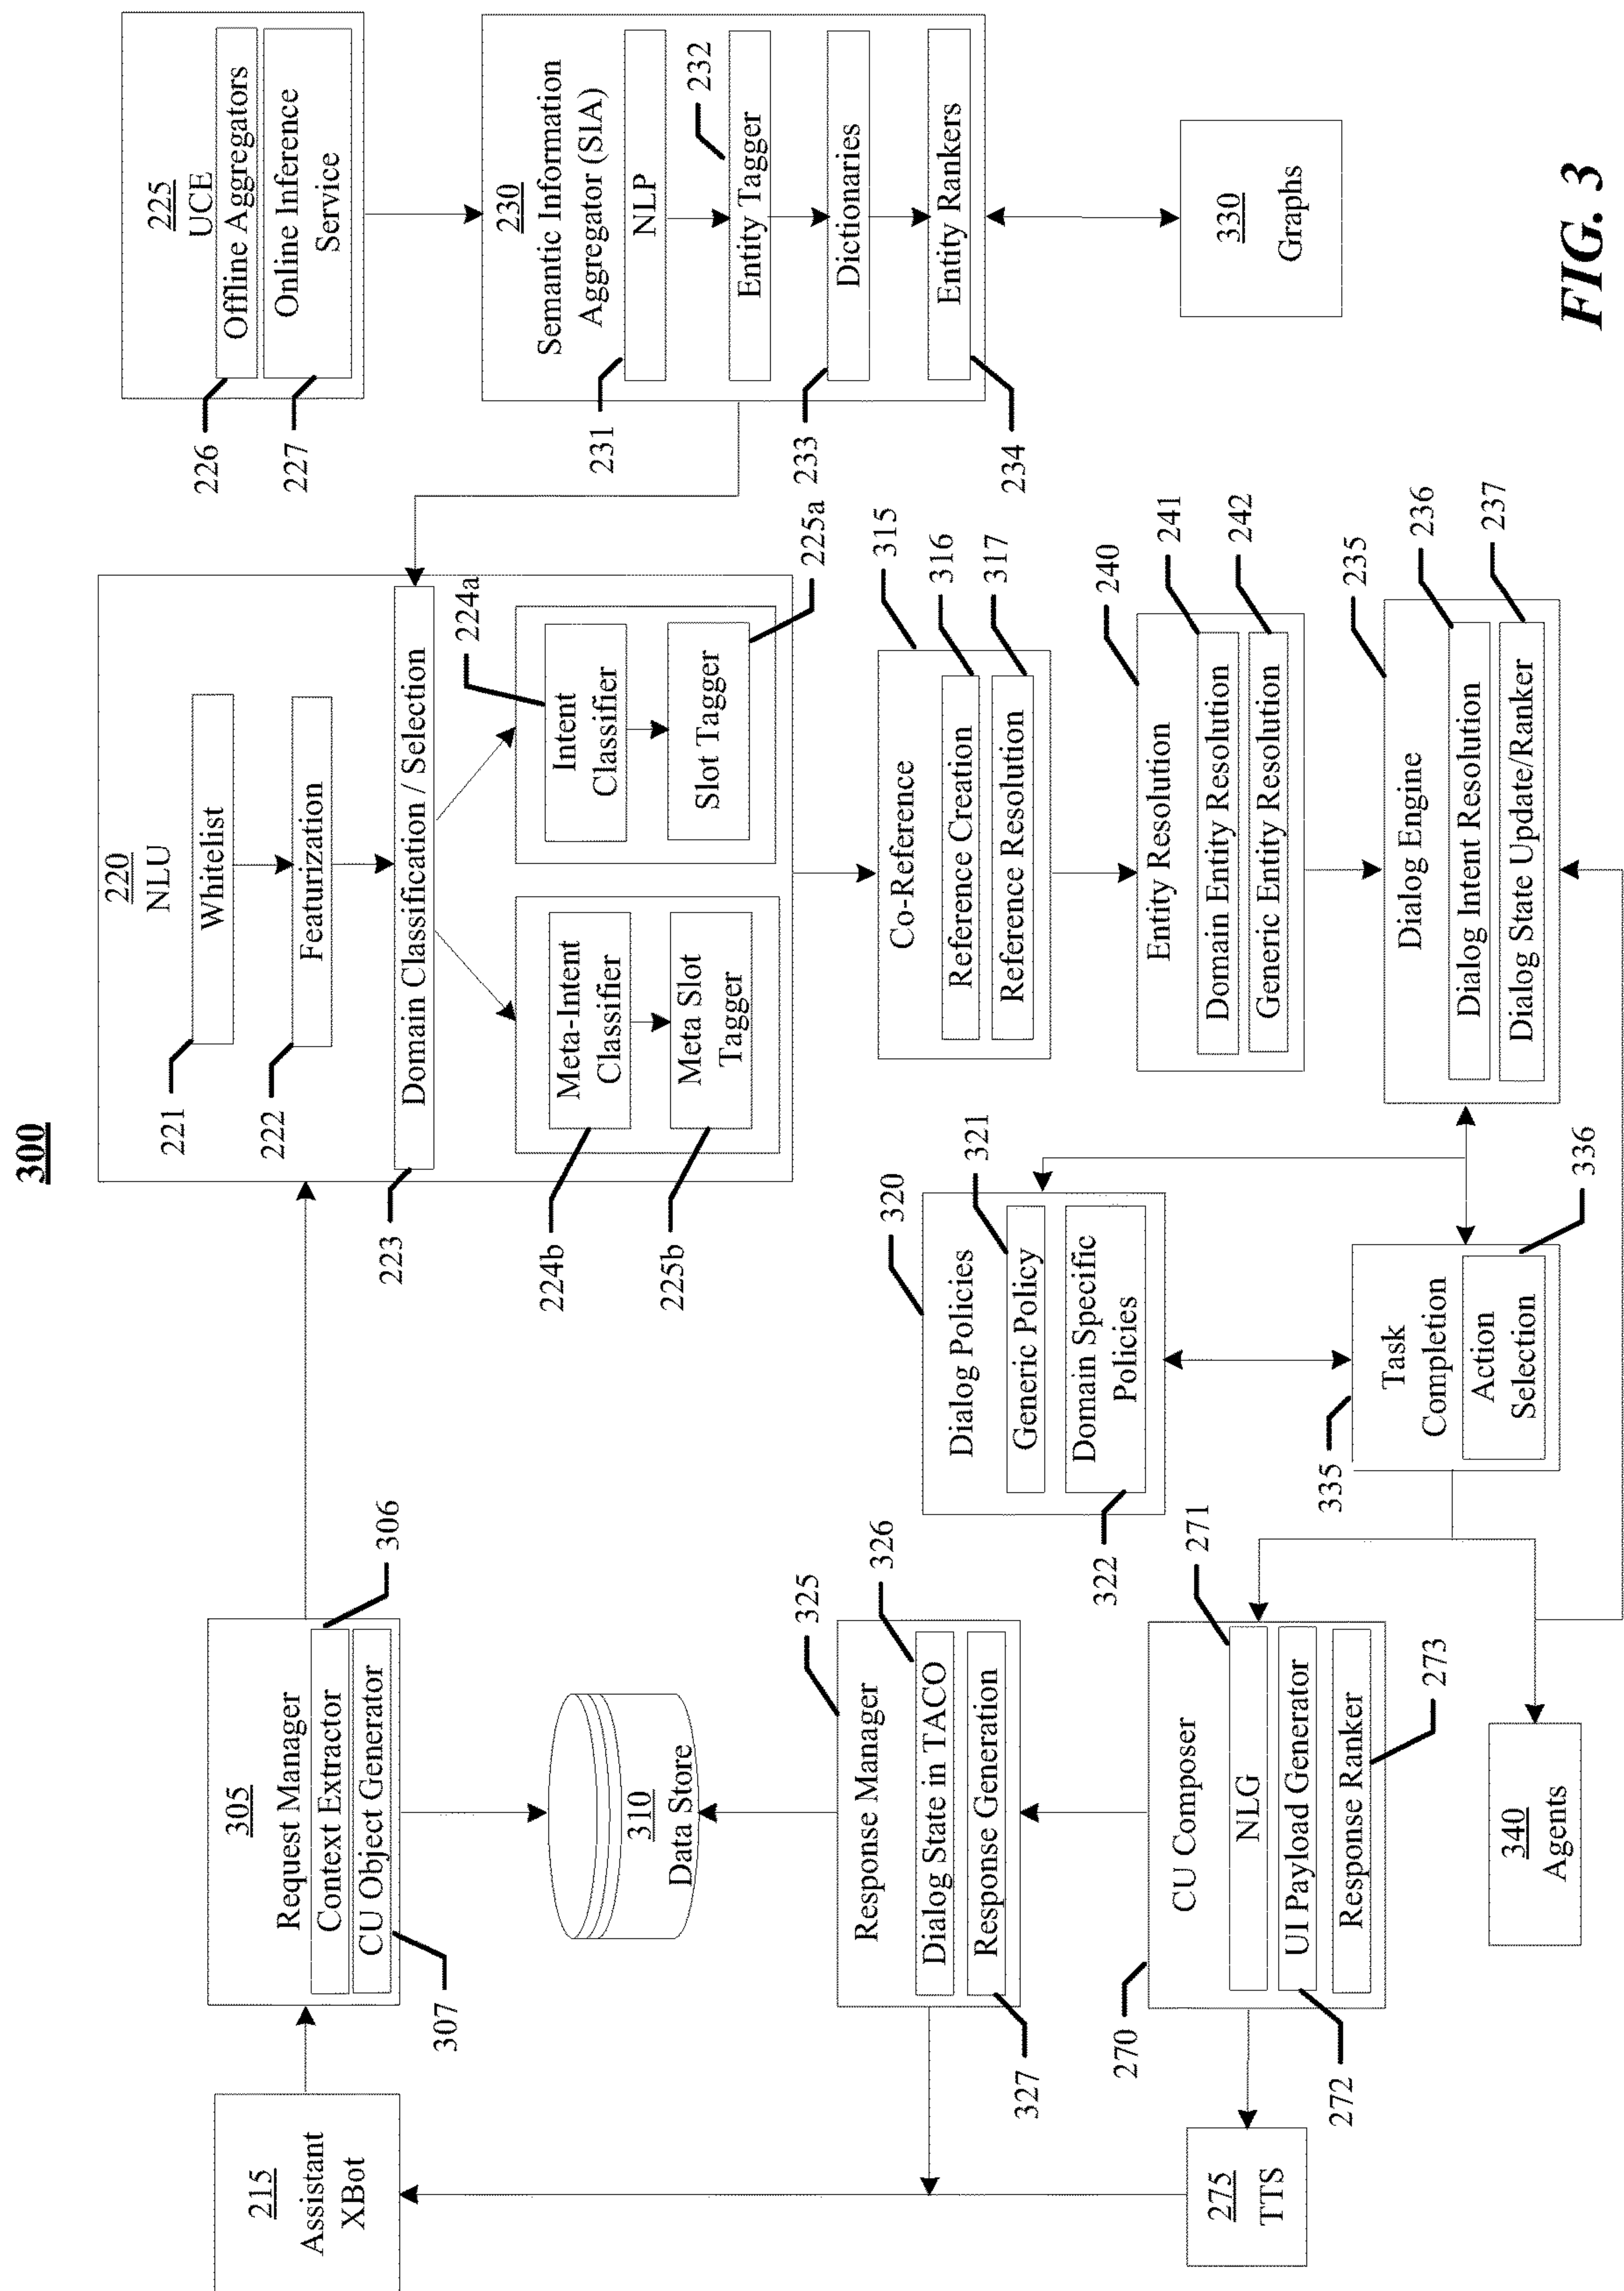 300
215
Assistant
XBot
305
Request Manager
Context Extractor
CU Object Generator
306
307
310
Data Store
220
NLU
Whitelist
221
Featurization
222
Domain Classification / Selection
223
Meta-Intent
Classifier
224b
Meta Slot
Tagger
225b
Intent
Classifier
224a
Slot Tagger
225a
225
UCE
Offline Aggregators
Online Inference
Service
226
227
230
Semantic Information
Aggregator (SIA)
NLP
231
Entity Tagger
232
Dictionaries
233
Entity Rankers
234
330
Graphs
Co-Reference
Reference Creation
Reference Resolution
315
316
317
Entity Resolution
Domain Entity Resolution
Generic Entity Resolution
240
241
242
Dialog Engine
Dialog Intent Resolution
Dialog State Update/Ranker
235
236
237
Dialog Policies
Generic Policy
Domain Specific
Policies
320
321
322
Task
Completion
Action
Selection
335
336
Response Manager
Dialog State in TACO
Response Generation
325
326
327
CU Composer
NLG
UI Payload Generator
Response Ranker
270
271
272
273
275
TTS
340
Agents
FIG. 3